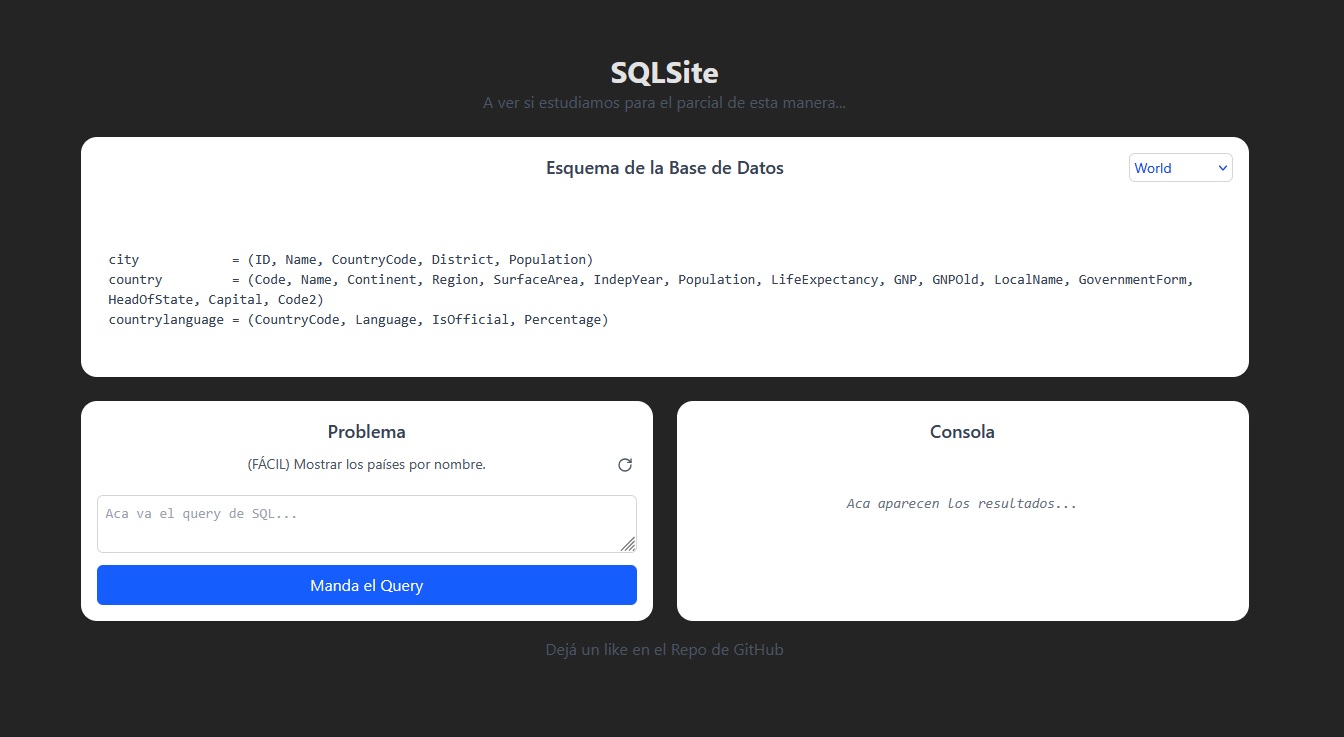 SQLSite
A ver si estudiamos para el parcial de esta manera...
Esquema de la Base de Datos
World
city            = (ID, Name, CountryCode, District, Population)
country         = (Code, Name, Continent, Region, SurfaceArea, IndepYear, Population, LifeExpectancy, GNP, GNPOld, LocalName, GovernmentForm,
HeadOfState, Capital, Code2)
countrylanguage = (CountryCode, Language, IsOfficial, Percentage)
Problema
(FÁCIL) Mostrar los países por nombre.
Aca va el query de SQL...
Manda el Query
Consola
Aca aparecen los resultados...
Dejá un like en el Repo de GitHub